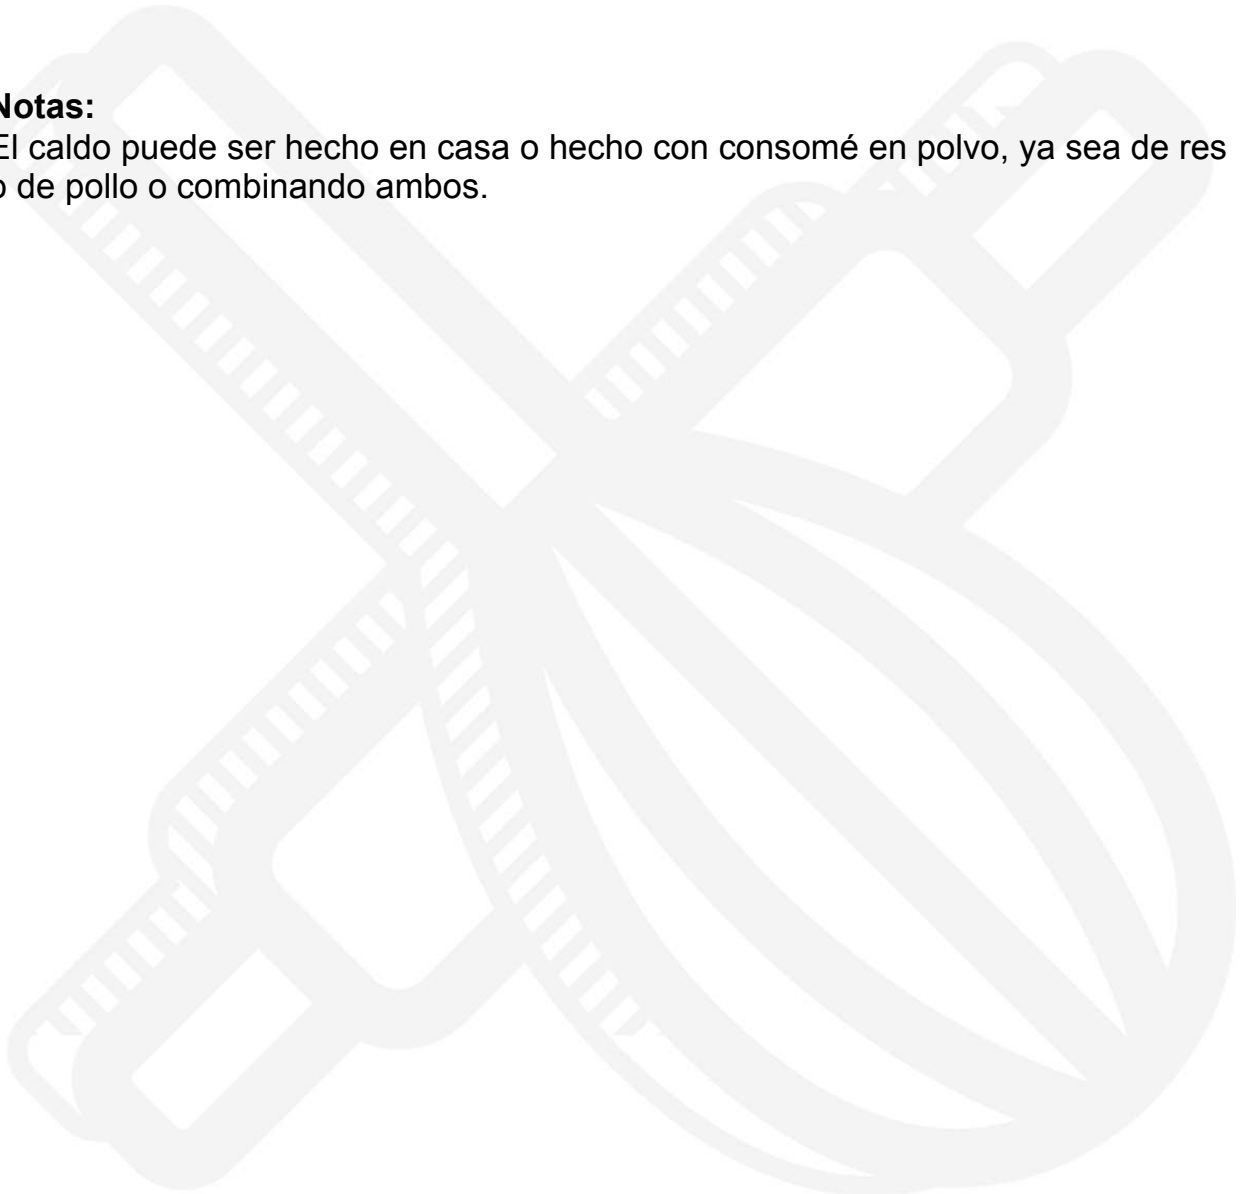 Notas:
El caldo puede ser hecho en casa o hecho con consomé en polvo, ya sea de res
o de pollo o combinando ambos.